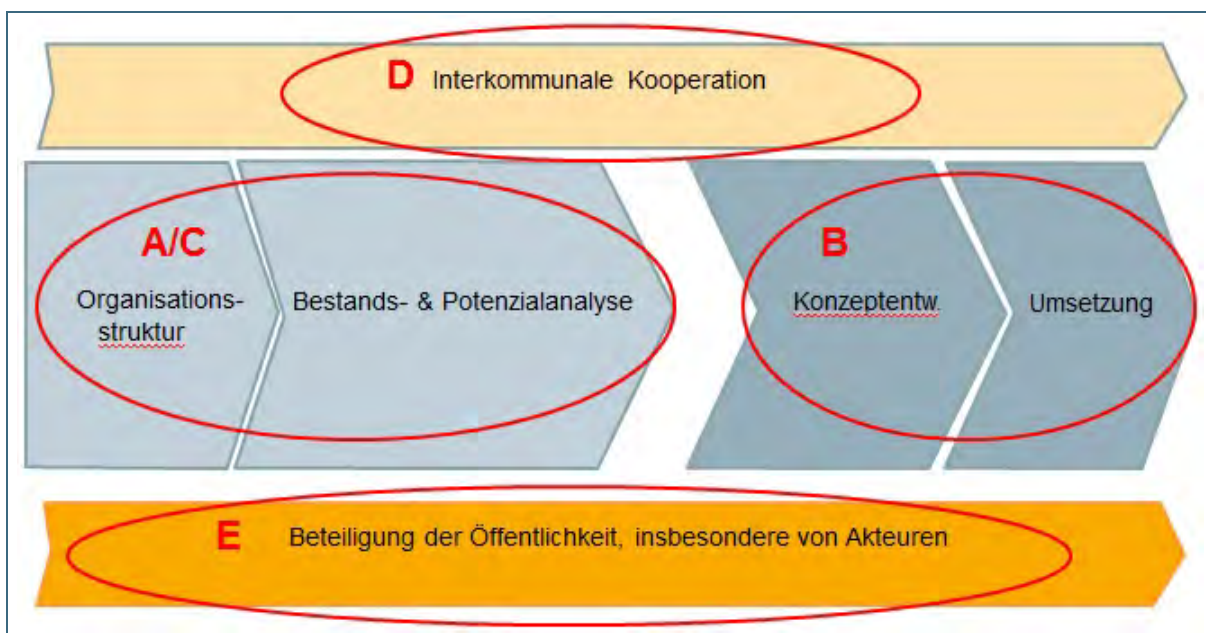 D Interkommunale Kooperation
A/C
Organisations-
struktur
Bestands- & Potenzialanalyse
B
Konzeptentw.
Umsetzung
E Beteiligung der Öffentlichkeit, insbesondere von Akteuren